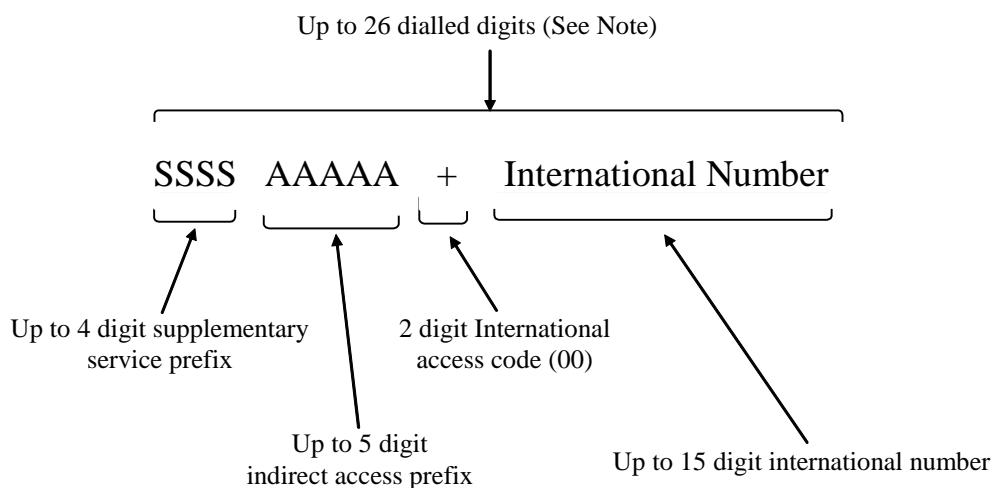 Up to 26 dialled digits (See Note)
SSSS AAAAA + International Number
Up to 4 digit supplementary
service prefix
2 digit International
access code (00)
Up to 5 digit
indirect access prefix
Up to 15 digit international number